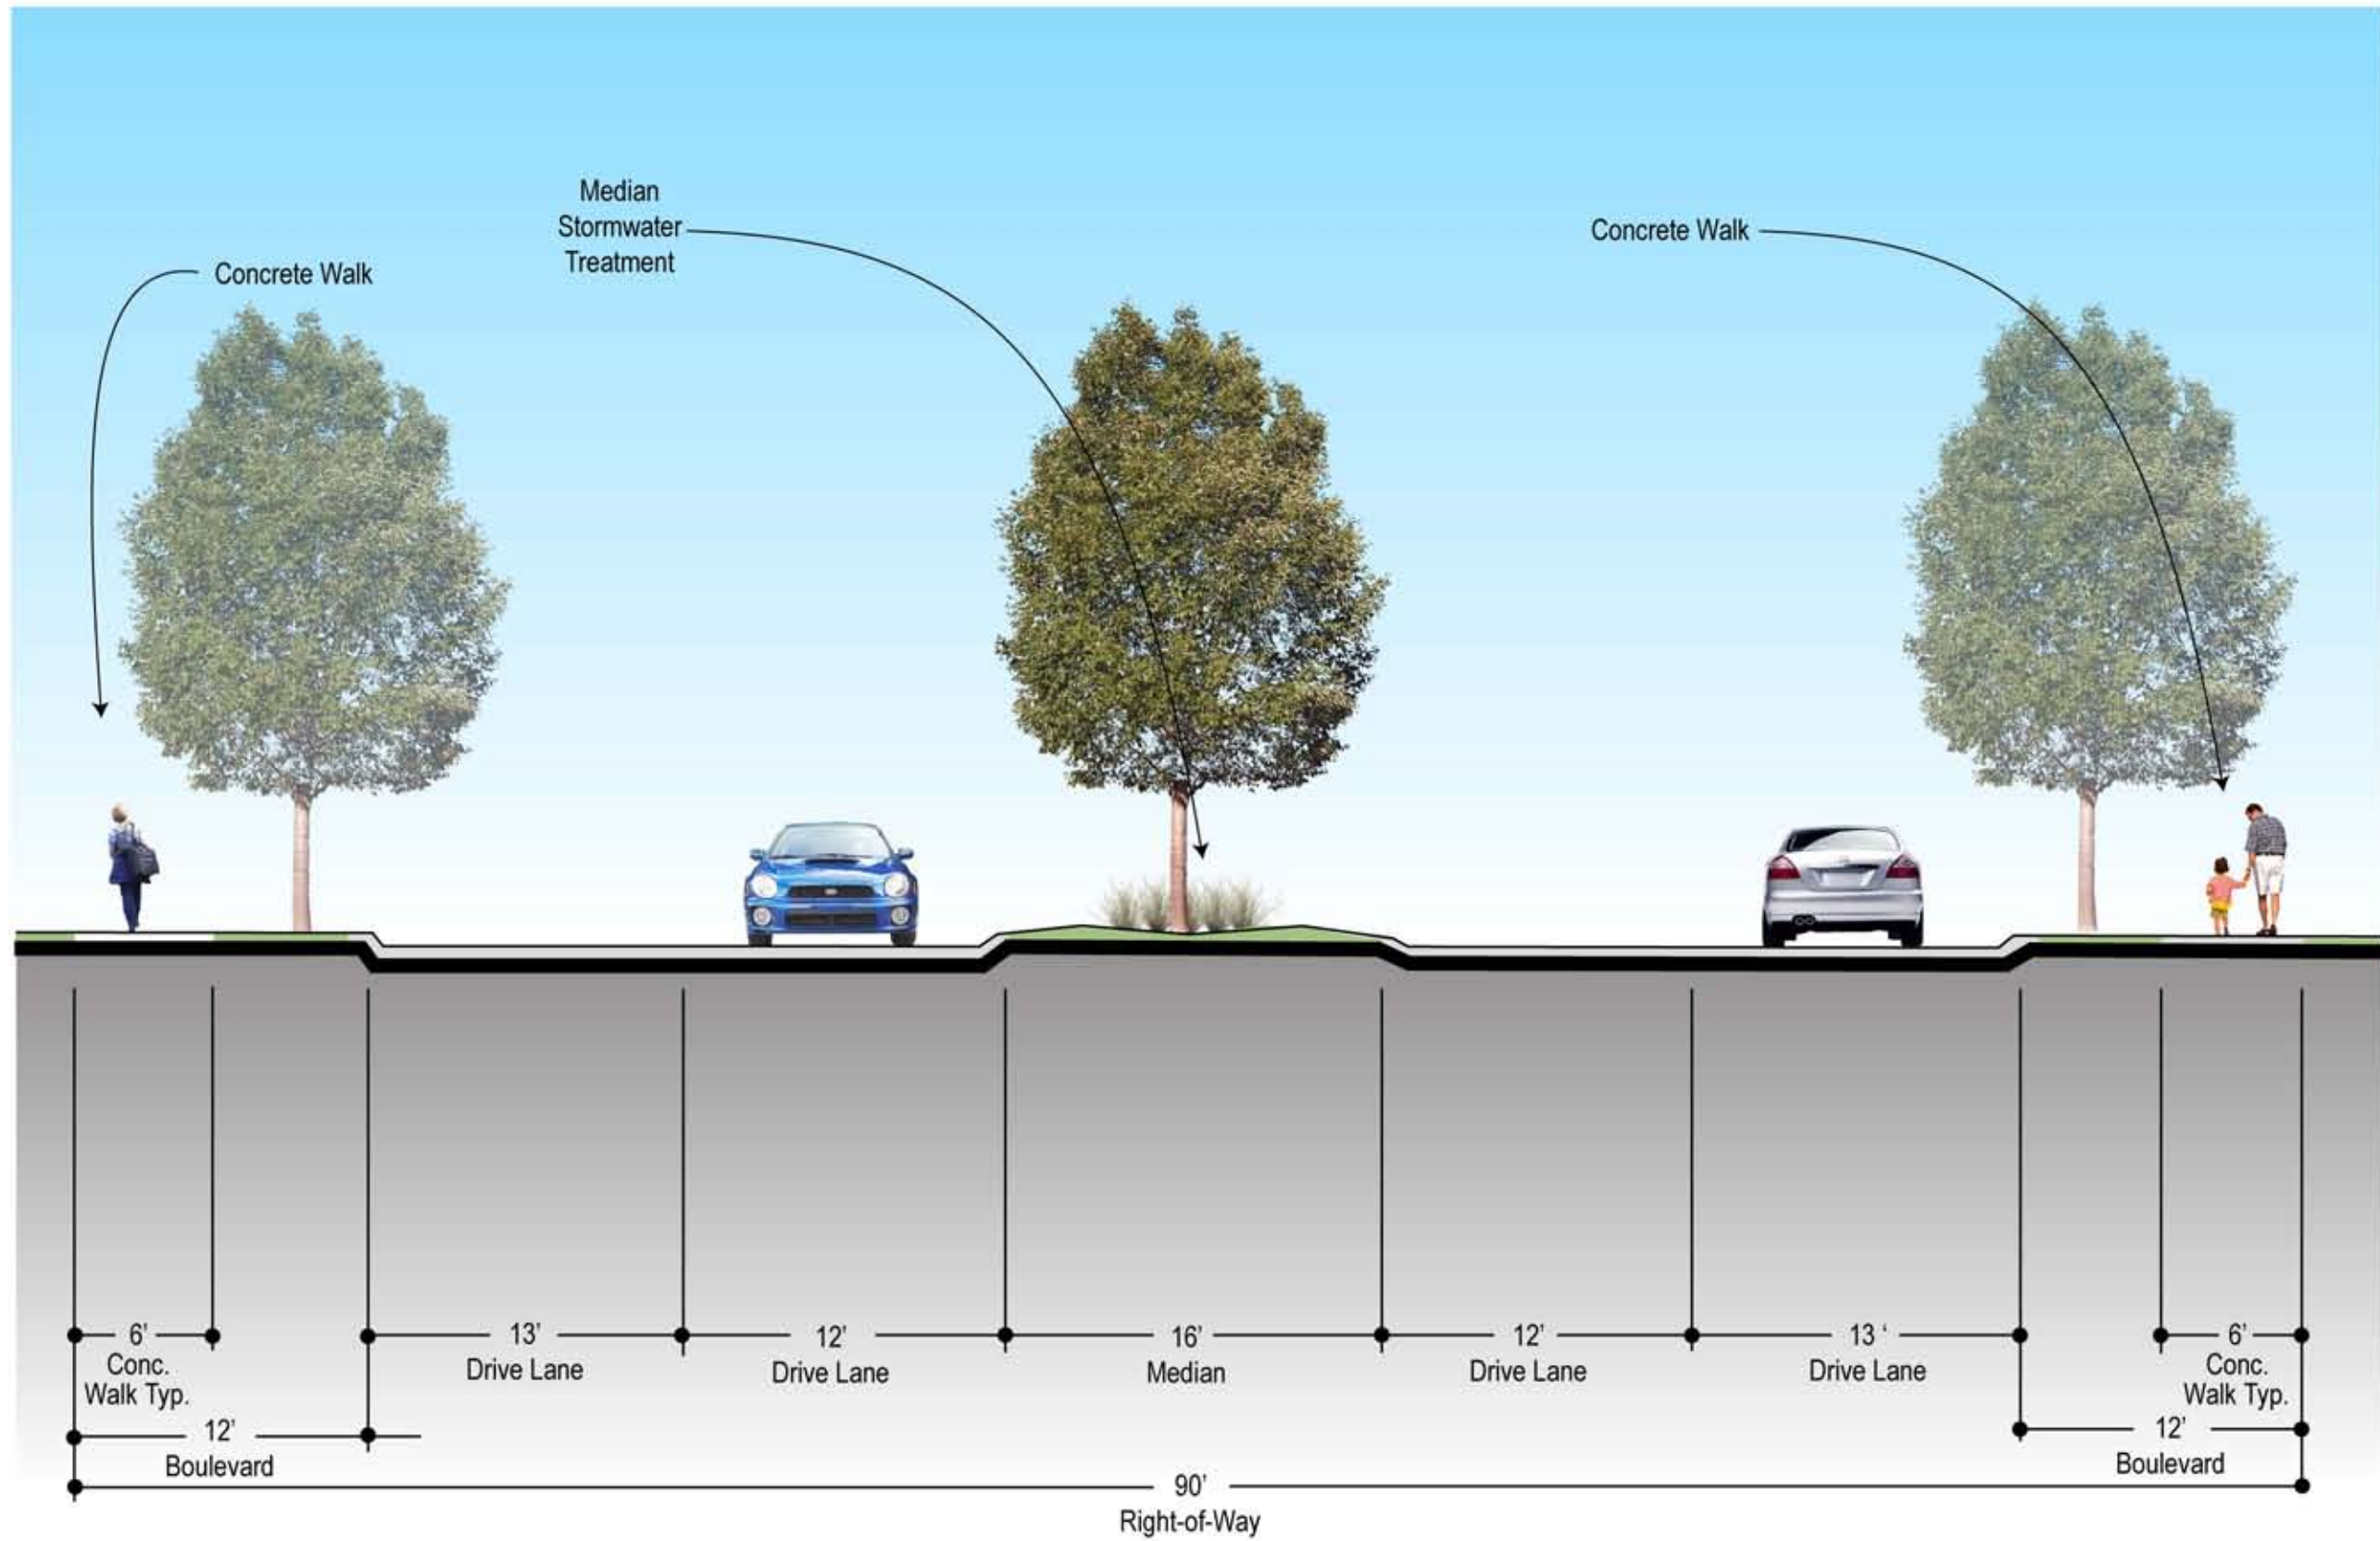 Median
Stormwater
Treatment
Concrete Walk
Concrete Walk
6'
Conc.
Walk Typ.
13'
Drive Lane
12'
Drive Lane
16'
Median
12'
Drive Lane
13 ‘
Drive Lane
6'
Conc.
Walk Typ.
12'
Boulevard
12'
Boulevard
90'
Right-of-Way